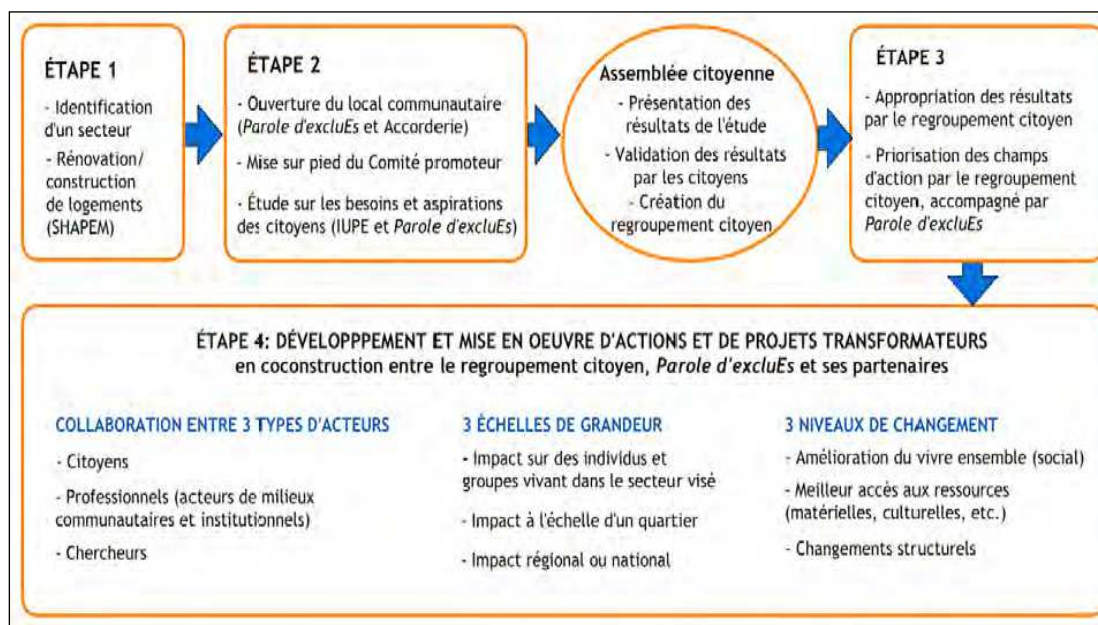 ÉTAPE 1
- Identification
d'un secteur
- Rénovation/
construction
de logements
(SHAPEM)
ÉTAPE 2
- Ouverture du local communautaire
(Parole d'excluEs et Accorderie)
- Mise sur pied du Comité promoteur
- Étude sur les besoins et aspirations
des citoyens (IUPE et Parole d'excluEs)
Assemblée citoyenne
- Présentation des
résultats de l'étude
- Validation des résultats
par les citoyens
- Création du
regroupement citoyen
ÉTAPE 3
- Appropriation des résultats
par le regroupement citoyen
- Priorisation des champs
d'action par le regroupement
citoyen, accompagné par
Parole d'excluEs
ÉTAPE 4: DÉVELOPPPEMENT ET MISE EN OEUVRE D'ACTIONS ET DE PROJETS TRANSFORMATEURS
en coconstruction entre le regroupement citoyen, Parole d'excluEs et ses partenaires
COLLABORATION ENTRE 3 TYPES D'ACTEURS
- Citoyens
- Professionnels (acteurs de milieux
communautaires et institutionnels)
- Chercheurs
3 ÉCHELLES DE GRANDEUR
- Impact sur des individus et
groupes vivant dans le secteur visé
- Impact à l'échelle d'un quartier
- Impact régional ou national
3 NIVEAUX DE CHANGEMENT
- Amélioration du vivre ensemble (social)
- Meilleur accès aux ressources
(matérielles, culturelles, etc.)
- Changements structurels